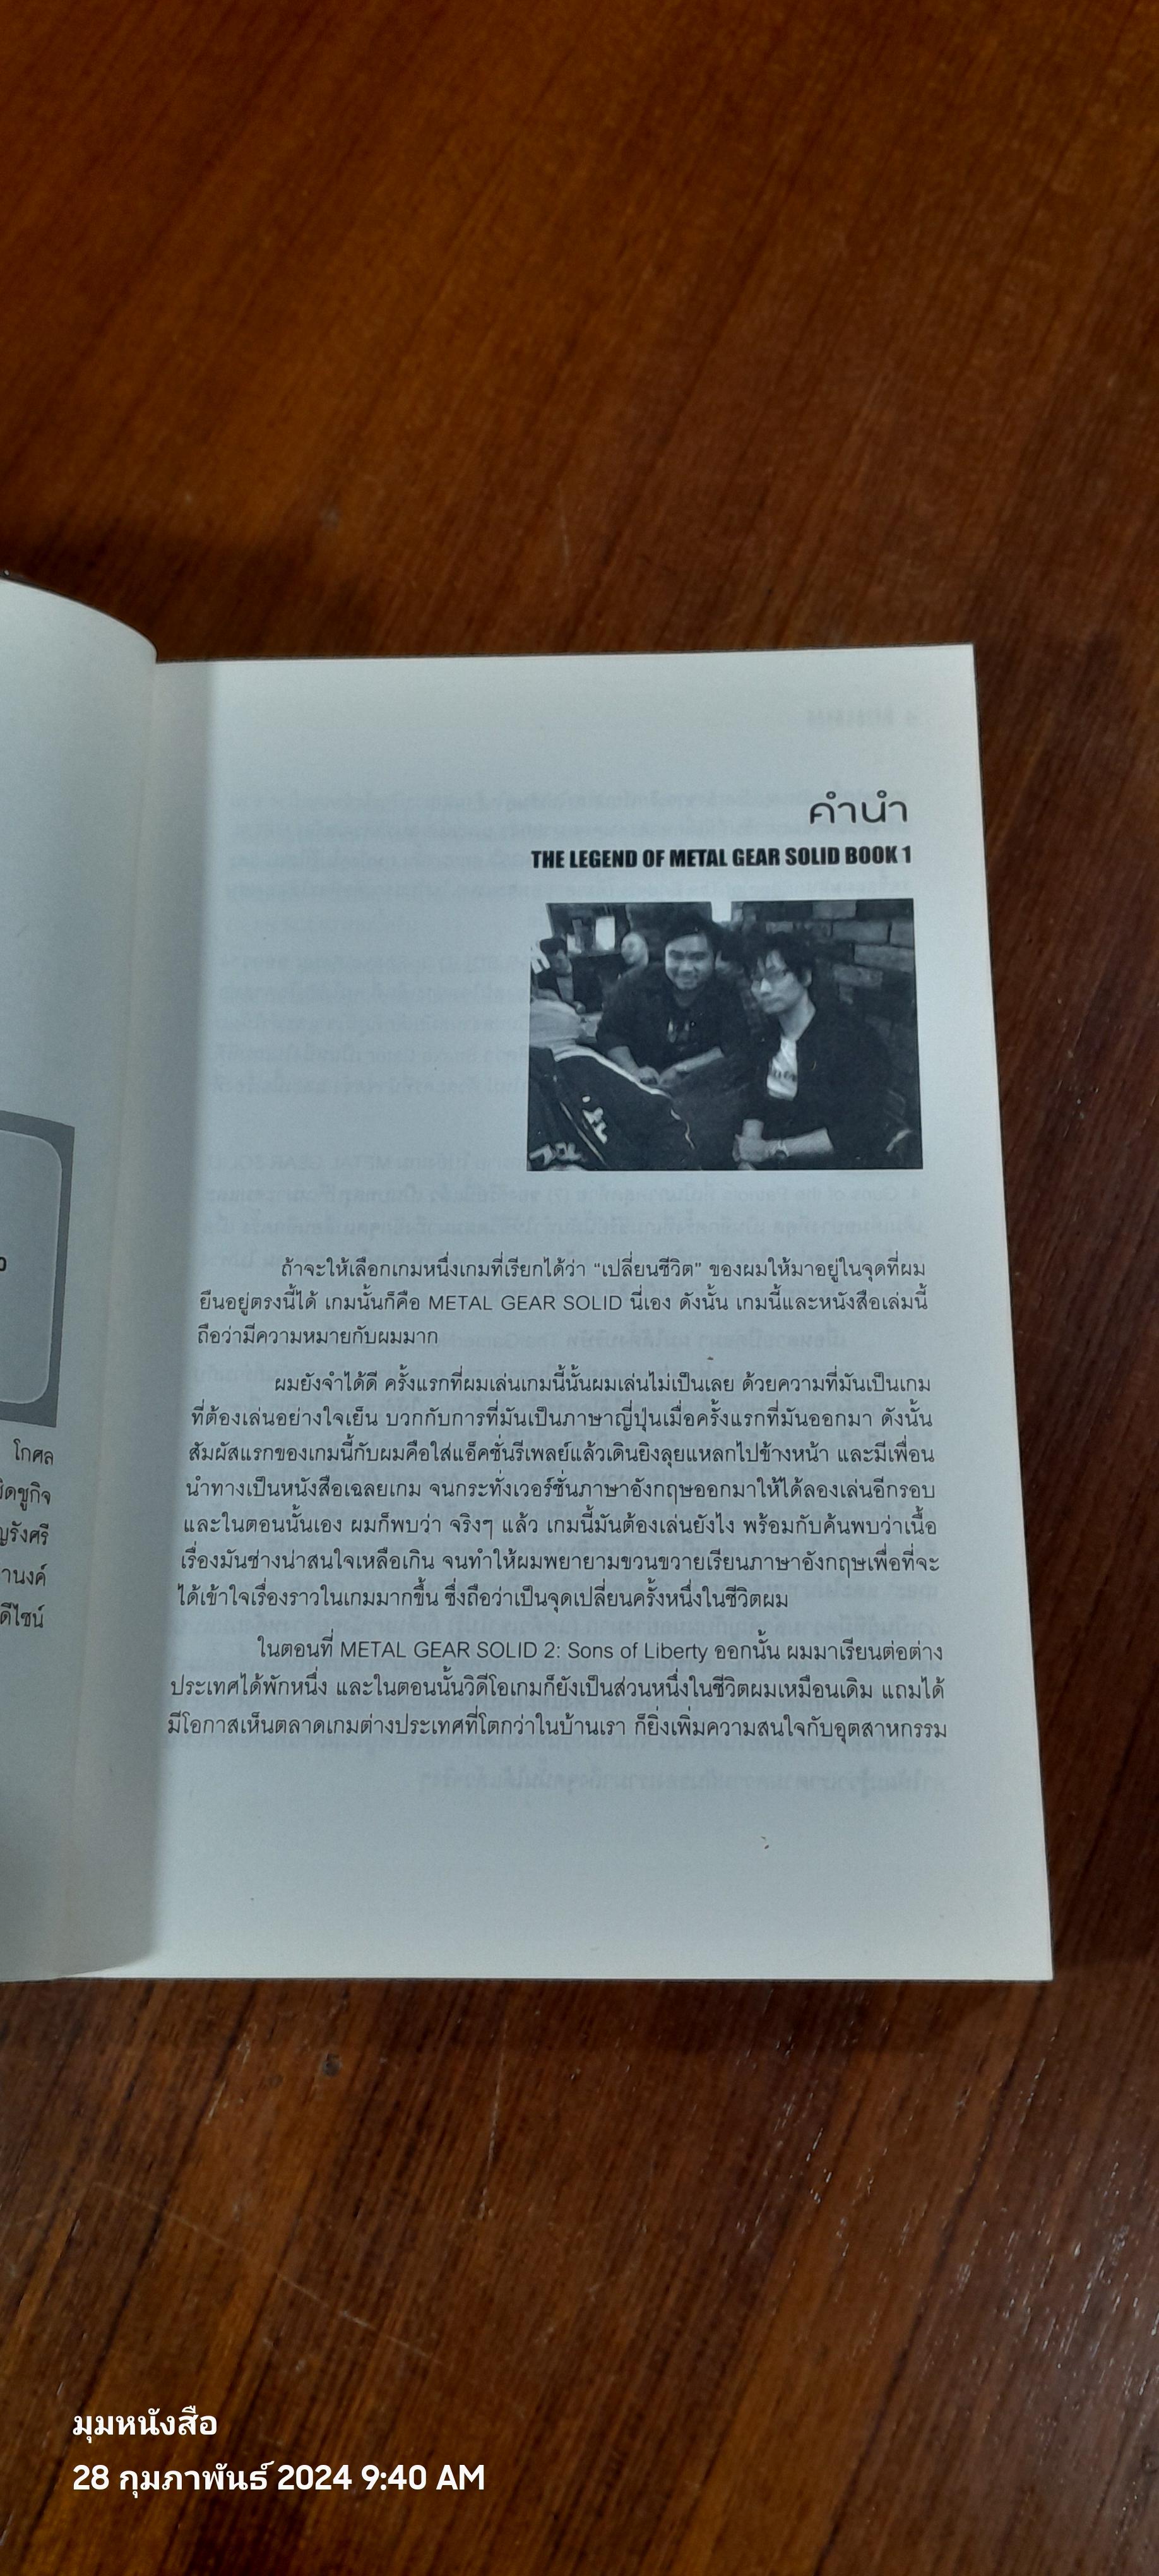 คำนำ
THE LEGEND OF METAL GEAR SOLID BOOK 1
ถ้าจะให้เลือกเกมหนึ่งเกมที่เรียกได้ว่า “เปลี่ยนชีวิต” ของผมให้มาอยู่ในจุดที่ผม
ยืนอยู่ตรงนี้ได้ เกมนั้นก็คือ METAL GEAR SOLID นี่เอง ดังนั้น เกมนี้และหนังสือเล่มนี้
ถือว่ามีความหมายกับผมมาก
ผมยังจำได้ดี ครั้งแรกที่ผมเล่นเกมนี้นั้นผมเล่นไม่เป็นเลย ด้วยความที่มันเป็นเกม
ที่ต้องเล่นอย่างใจเย็น บวกกับการที่มันเป็นภาษาญี่ปุ่นเมื่อครั้งแรกที่มันออกมา ดังนั้น
สัมผัสแรกของเกมนี้กับผมคือใส่แอ็คชั่นรีเพลย์แล้วเดินยิงลุยแหลกไปข้างหน้า และมีเพื่อน
นำทางเป็นหนังสือเฉลยเกม จนกระทั่งเวอร์ชั่นภาษาอังกฤษออกมาให้ได้ลองเล่นอีกรอบ
และในตอนนั้นเอง ผมก็พบว่า จริงๆ แล้ว เกมนี้มันต้องเล่นยังไง พร้อมกับค้นพบว่าเนื้อ
เรื่องมันช่างน่าสนใจเหลือเกิน จนทำให้ผมพยายามขวนขวายเรียนภาษาอังกฤษเพื่อที่จะ
ได้เข้าใจเรื่องราวในเกมมากขึ้น ซึ่งถือว่าเป็นจุดเปลี่ยนครั้งหนึ่งในชีวิตผม
ในตอนที่ METAL GEAR SOLID 2: Sons of Liberty ออกนั้น ผมมาเรียนต่อต่าง
ประเทศได้พักหนึ่ง และในตอนนั้นวิดีโอเกมก็ยังเป็นส่วนหนึ่งในชีวิตผมเหมือนเดิม แถมได้
มีโอกาสเห็นตลาดเกมต่างประเทศที่โตกว่าในบ้านเรา ก็ยิ่งเพิ่มความสนใจกับอุตสาหกรรม
โกศล
ดีไซน์
มุมหนังสือ
28 กุมภาพันธ์ 2024 9:40 AM